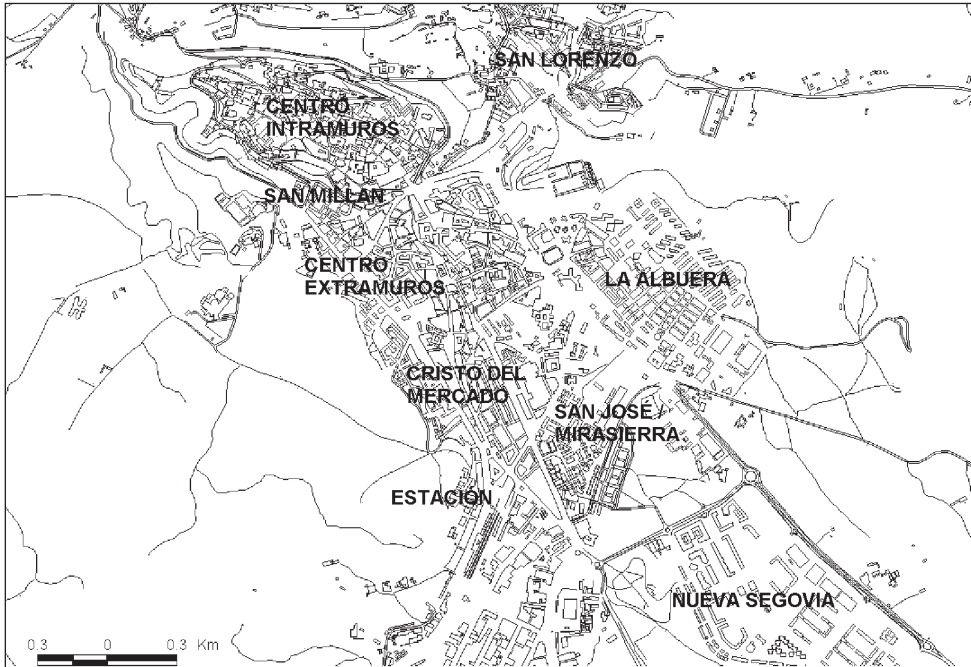 SAN LORENZO
CENTRO
INTRAMUROS
SAN MILLAN
CENTRO
EXTRAMUROS
LA ALBUERA
CRISTO DEL
MERCADO
SAN JOSÉ /
MIRASIERRA
ESTACIÓN
NUEVA SEGOVIA
0.3 0 0.3 Km